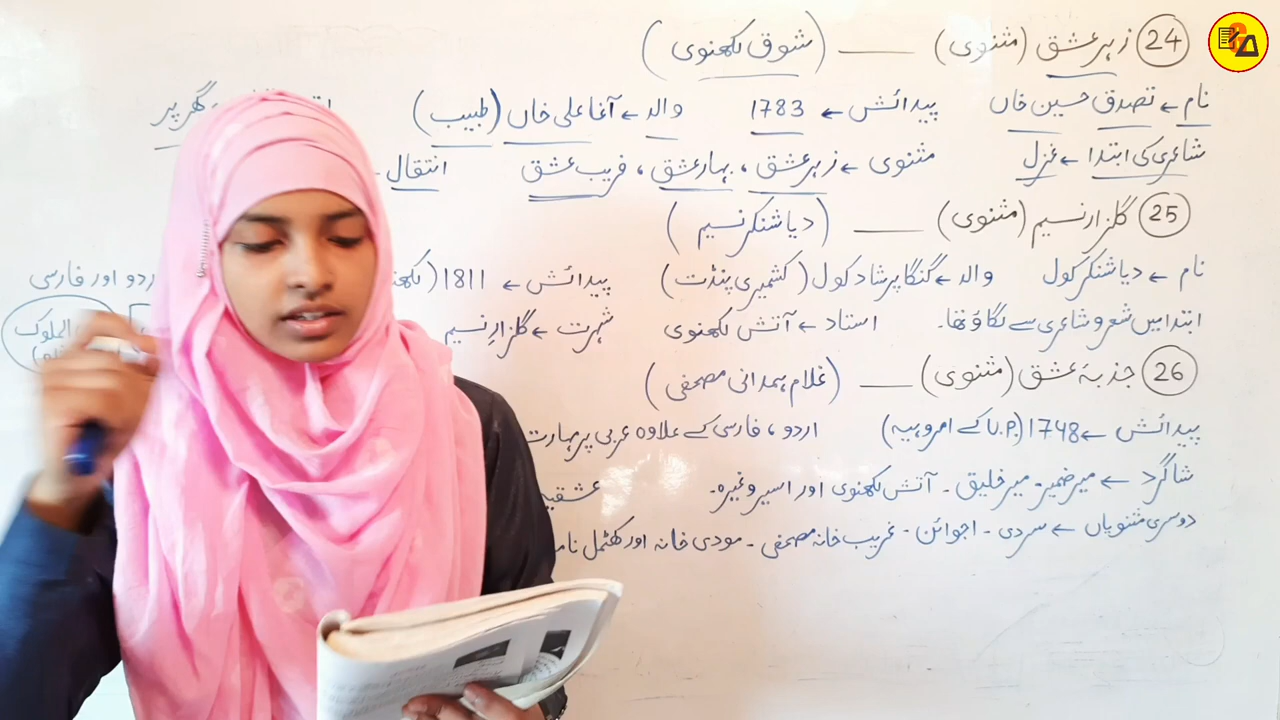 24 زہر عشق (مثنوی) — (شوق لکھنوی)
نام ← تصدق حسین خاں پیدائش ← 1783 والد ← آغا علی خاں (طبیب) گھر پر
شاعری کی ابتدا ← غزل مثنوی ← زہر عشق ، بہار عشق ، فریب عشق انتقال
25 گلزار نسیم (مثنوی) — (دیا شنکر نسیم)
نام ← دیا شنکر کول والد ← گنگا پرشاد کول (کشمیری پنڈت) پیدائش ← 1811 اردو اور فارسی
ابتدا میں شعر و شاعری سے لگاؤ تھا۔ استاد ← آتش لکھنوی شہرت ← گلزارِ نسیم
26 جذبۂ عشق (مثنوی) — (غلام ہمدانی مصحفی)
پیدائش ← 1748 (U.P. کے امروہیہ) اردو ، فارسی کے علاوہ عربی پر مہارت
شاگرد ← میر ضمیر۔ میر خلیق ۔ آتش لکھنوی اور اسیر وغیرہ۔
دوسری مثنویاں ← سردی ۔ اجوائن ۔ غریب خانہ مصحفی ۔ مودی خانہ اور کھٹمل